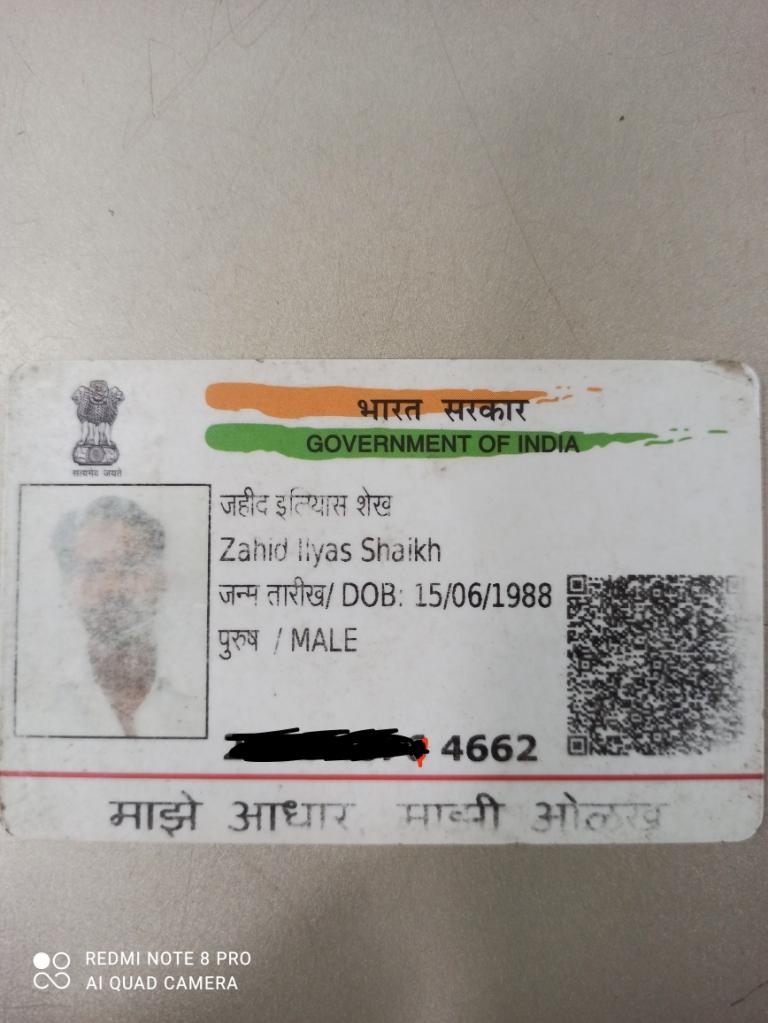 भारत सरकार
GOVERNMENT OF INDIA
सत्यमेव जयते
जहीद इलियास शेख
Zahid Ilyas Shaikh
जन्म तारीख/ DOB: 15/06/1988
पुरुष / MALE
4662
माझे आधार, माझी ओळख
REDMI NOTE 8 PRO
AI QUAD CAMERA